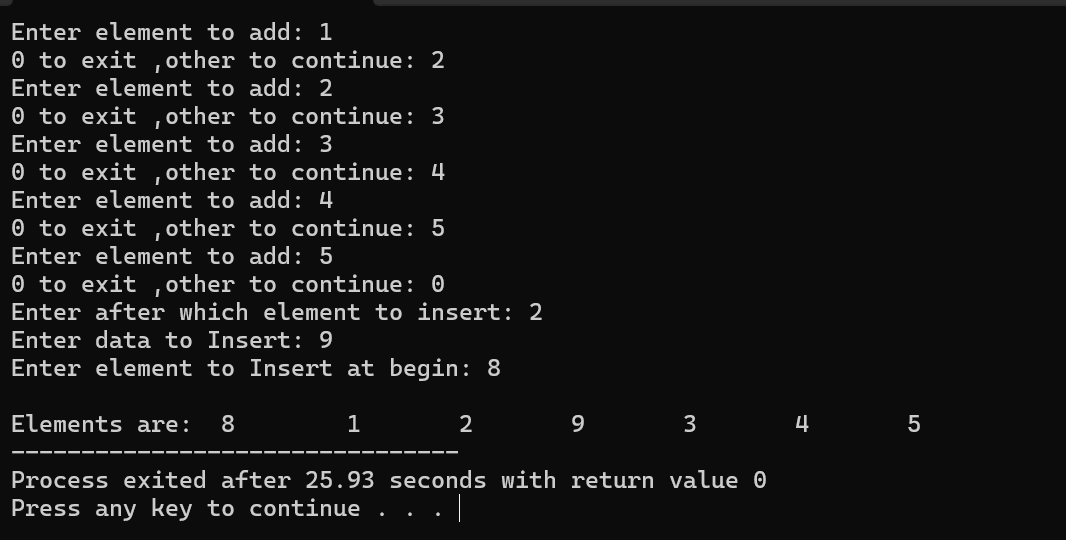 Enter element to add: 1
0 to exit ,other to continue: 2
Enter element to add: 2
0 to exit ,other to continue: 3
Enter element to add: 3
0 to exit ,other to continue: 4
Enter element to add: 4
0 to exit ,other to continue: 5
Enter element to add: 5
0 to exit ,other to continue: 0
Enter after which element to insert: 2
Enter data to Insert: 9
Enter element to Insert at begin: 8

Elements are:  8        1       2       9       3       4       5
--------------------------------
Process exited after 25.93 seconds with return value 0
Press any key to continue . . .